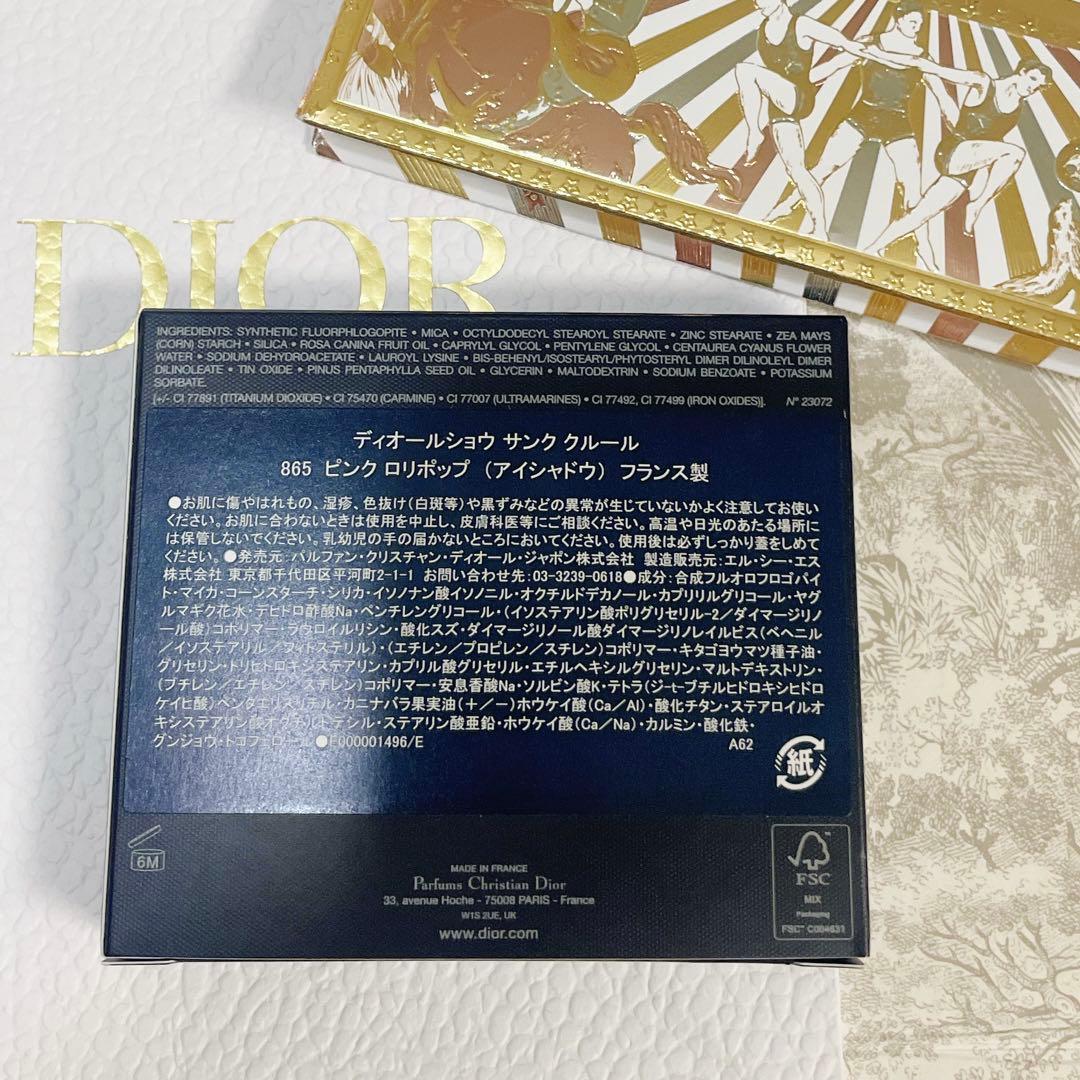 DIOR
INGREDIENTS: SYNTHETIC FLUORPHLOGOPITE • MICA • OCTYLDODECYL STEAROYL STEARATE • ZINC STEARATE • ZEA MAYS
(CORN) STARCH • SILICA • ROSA CANINA FRUIT OIL • CAPRYLYL GLYCOL • PENTYLENE GLYCOL • CENTAUREA CYANUS FLOWER
WATER • SODIUM DEHYDROACETATE • LAUROYL LYSINE • BIS-BEHENYL/ISOSTEARYL/PHYTOSTERYL DIMER DILINOLEYL DIMER
DILINOLEATE • TIN OXIDE • PINUS PENTAPHYLLA SEED OIL • GLYCERIN • MALTODEXTRIN • SODIUM BENZOATE • POTASSIUM
SORBATE.
[+/- CI 77891 (TITANIUM DIOXIDE) • CI 75470 (CARMINE) • CI 77007 (ULTRAMARINES) • CI 77492, CI 77499 (IRON OXIDES)]. N° 23072
ディオールショウ サンク クルール
865 ピンク ロリポップ (アイシャドウ) フランス製
●お肌に傷やはれもの、湿疹、色抜け(白斑等)や黒ずみなどの異常が生じていないかよく注意してお使い
ください。お肌に合わないときは使用を中止し、皮膚科医等にご相談ください。高温や日光のあたる場所に
は保管しないでください。乳幼児の手の届かないところにおいてください。使用後は必ずしっかり蓋をしめて
ください。●発売元:パルファン・クリスチャン・ディオール・ジャポン株式会社 製造販売元:エル・シー・エス
株式会社 東京都千代田区平河町2-1-1 お問い合わせ先:03-3239-0618●成分:合成フルオロフロゴパイ
ト・マイカ・コーンスターチ・シリカ・イソノナン酸イソノニル・オクチルドデカノール・カプリリルグリコール・ヤグ
ルマギク花水・デヒドロ酢酸Na・ペンチレングリコール・(イソステアリン酸ポリグリセリル-2/ダイマージリノ
ール酸)コポリマー・ラウロイルリシン・酸化スズ・ダイマージリノール酸ダイマージリノレイルビス(ベヘニル
/イソステアリル/フィトステリル)・(エチレン/プロピレン/スチレン)コポリマー・キタゴヨウマツ種子油・
グリセリン・トリヒドロキシステアリン・カプリル酸グリセリル・エチルヘキシルグリセリン・マルトデキストリン・
(ブチレン/エチレン/スチレン)コポリマー・安息香酸Na・ソルビン酸K・テトラ(ジ-t-ブチルヒドロキシヒドロ
ケイヒ酸)ペンタエリスリチル・カニナバラ果実油(+/-)ホウケイ酸(Ca/Al)・酸化チタン・ステアロイルオ
キシステアリン酸オクチルドデシル・ステアリン酸亜鉛・ホウケイ酸(Ca/Na)・カルミン・酸化鉄・
グンジョウ・トコフェロール●E000001496/E A62
紙
6M
MADE IN FRANCE
Parfums Christian Dior
33, avenue Hoche - 75008 PARIS - France
W1S 2UE, UK
www.dior.com
FSC
MIX
Packaging
FSC™ C004631